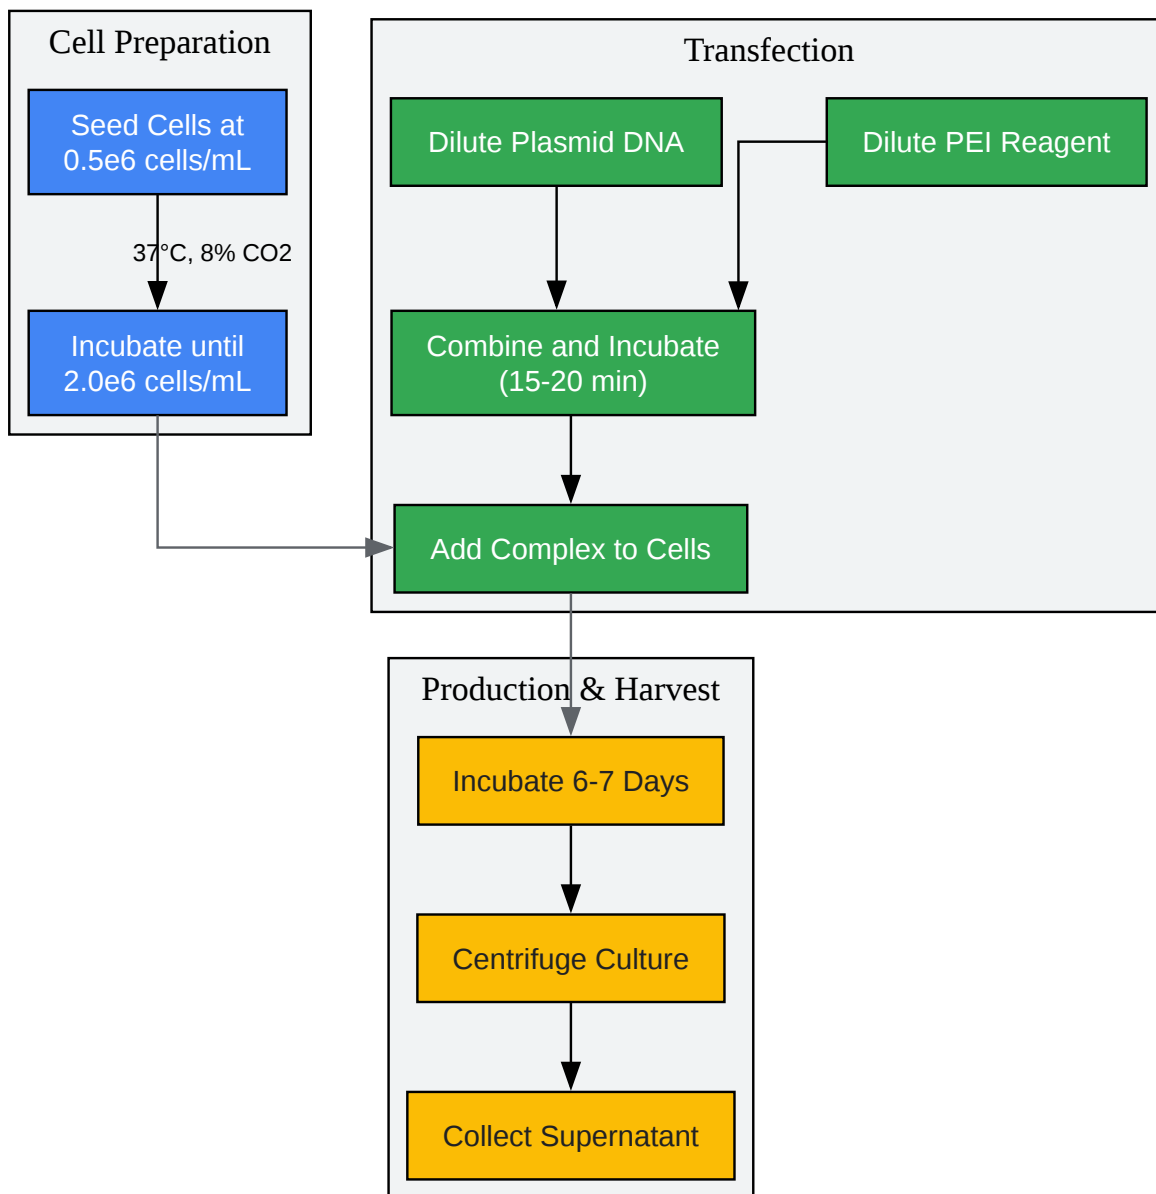 Cell Preparation
Seed Cells at
0.5e6 cells/mL
37°C, 8% CO2
Incubate until
2.0e6 cells/mL
Transfection
Dilute Plasmid DNA
Dilute PEI Reagent
Combine and Incubate
(15-20 min)
Add Complex to Cells
Production & Harvest
Incubate 6-7 Days
Centrifuge Culture
Collect Supernatant